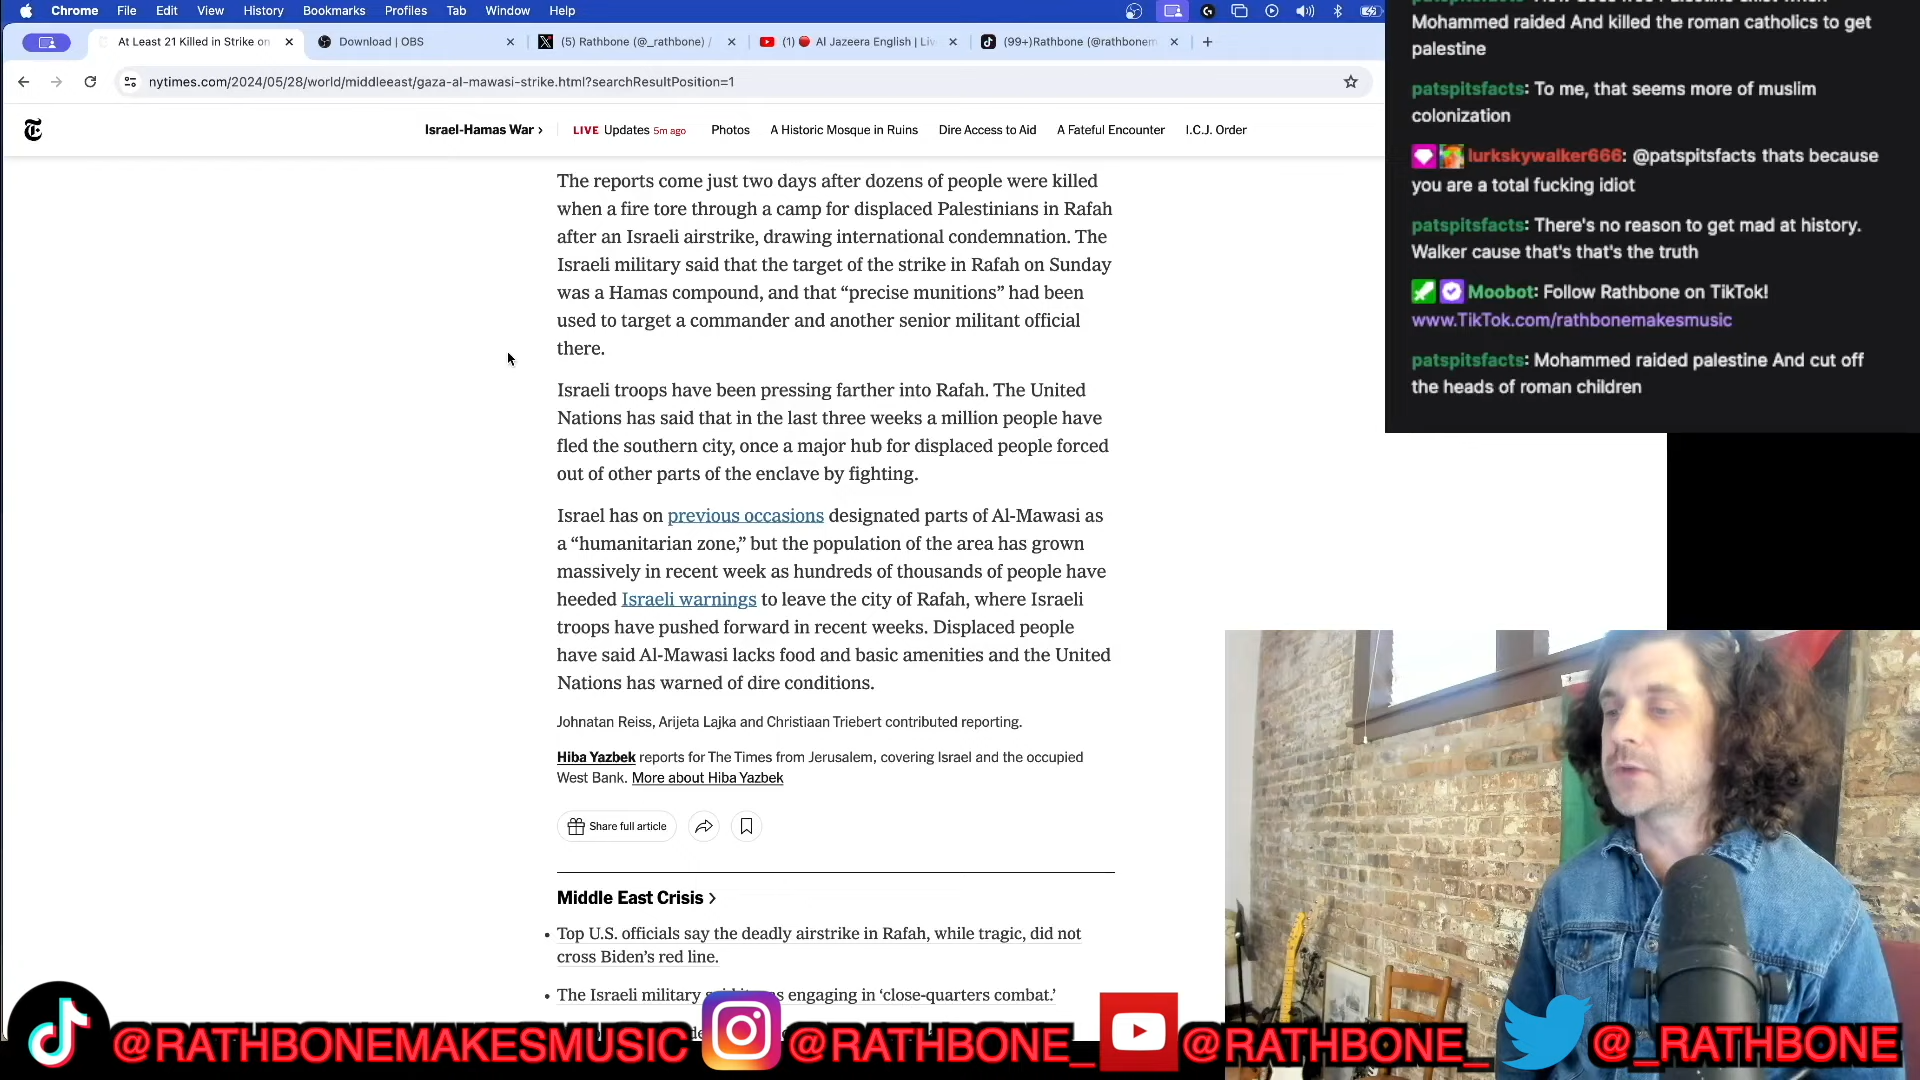 Chrome File Edit View History Bookmarks Profiles Tab Window Help
At Least 21 Killed in Strike on
Download | OBS
(5) Rathbone (@_rathbone) /
(1) Al Jazeera English | Liv
(99+)Rathbone (@rathbonem
nytimes.com/2024/05/28/world/middleeast/gaza-al-mawasi-strike.html?searchResultPosition=1
Israel-Hamas War LIVE Updates 5m ago Photos A Historic Mosque in Ruins Dire Access to Aid A Fateful Encounter I.C.J. Order
The reports come just two days after dozens of people were killed
when a fire tore through a camp for displaced Palestinians in Rafah
after an Israeli airstrike, drawing international condemnation. The
Israeli military said that the target of the strike in Rafah on Sunday
was a Hamas compound, and that “precise munitions” had been
used to target a commander and another senior militant official
there.
Israeli troops have been pressing farther into Rafah. The United
Nations has said that in the last three weeks a million people have
fled the southern city, once a major hub for displaced people forced
out of other parts of the enclave by fighting.
Israel has on previous occasions designated parts of Al-Mawasi as
a “humanitarian zone,” but the population of the area has grown
massively in recent week as hundreds of thousands of people have
heeded Israeli warnings to leave the city of Rafah, where Israeli
troops have pushed forward in recent weeks. Displaced people
have said Al-Mawasi lacks food and basic amenities and the United
Nations has warned of dire conditions.
Johnatan Reiss, Arijeta Lajka and Christiaan Triebert contributed reporting.
Hiba Yazbek reports for The Times from Jerusalem, covering Israel and the occupied
West Bank. More about Hiba Yazbek
Share full article
Middle East Crisis
Top U.S. officials say the deadly airstrike in Rafah, while tragic, did not
cross Biden’s red line.
The Israeli military engaging in ‘close-quarters combat.’
Mohammed raided And killed the roman catholics to get
palestine
patspitsfacts: To me, that seems more of muslim
colonization
lurkskywalker666: @patspitsfacts thats because
you are a total fucking idiot
patspitsfacts: There's no reason to get mad at history.
Walker cause that's that's the truth
Moobot: Follow Rathbone on TikTok!
www.TikTok.com/rathbonemakesmusic
patspitsfacts: Mohammed raided palestine And cut off
the heads of roman children
@RATHBONEMAKESMUSIC @RATHBONE_ @RATHBONE_ @_RATHBONE